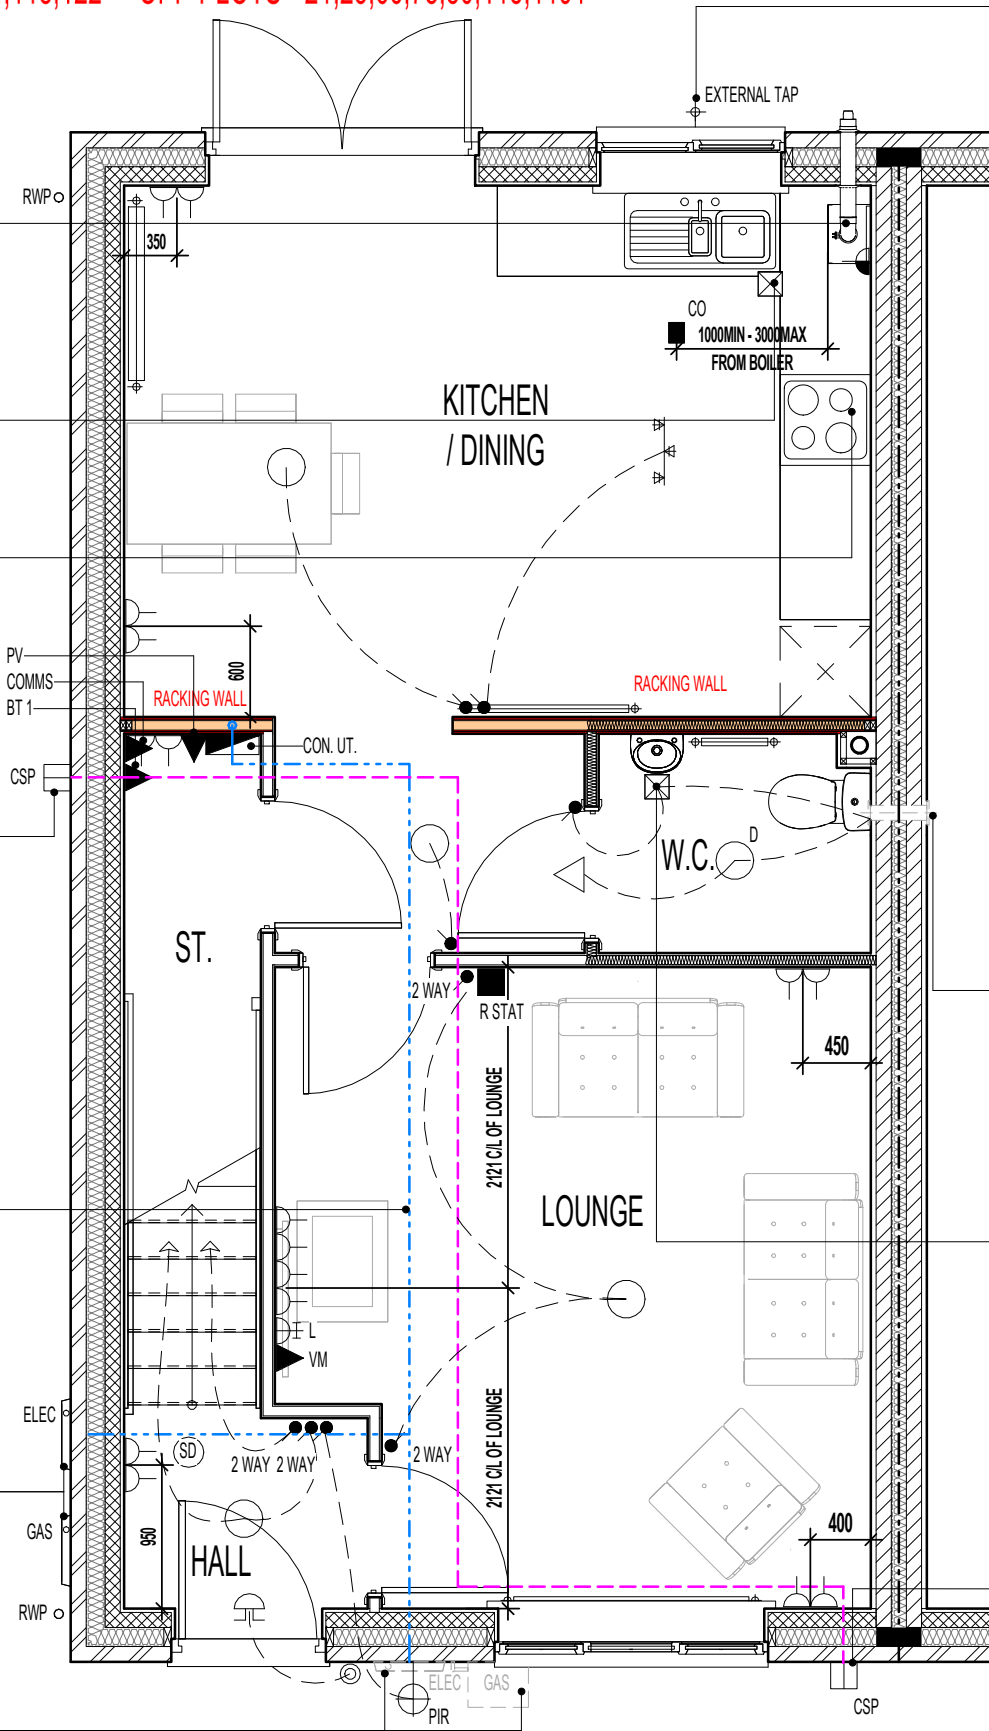 EXTERNAL TAP
RWP
350
CO
1000MIN - 3000MAX
FROM BOILER
KITCHEN
/ DINING
PV
COMMS
BT 1
600
RACKING WALL
RACKING WALL
CON. UT.
CSP
W.C.
D
ST.
2 WAY
R STAT
450
2121 C/L OF LOUNGE
LOUNGE
L
VM
ELEC
SD
2 WAY
2 WAY
2 WAY
2121 C/L OF LOUNGE
GAS
950
400
HALL
RWP
ELEC
GAS
PIR
CSP